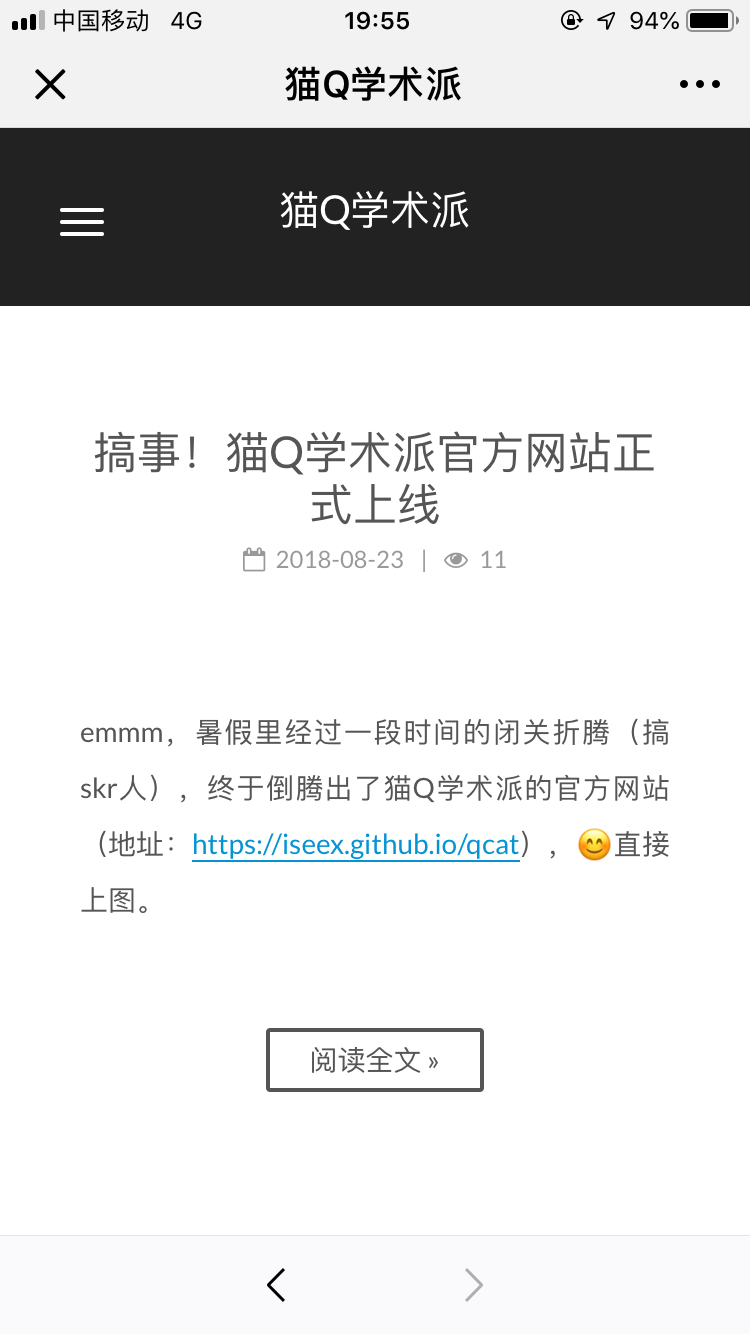 中国移动 4G 19:55 94%
猫Q学术派
猫Q学术派
搞事！猫Q学术派官方网站正
式上线
2018-08-23 | 11
emmm，暑假里经过一段时间的闭关折腾（搞
skr人），终于倒腾出了猫Q学术派的官方网站
（地址：https://iseex.github.io/qcat），😊直接
上图。
阅读全文 »